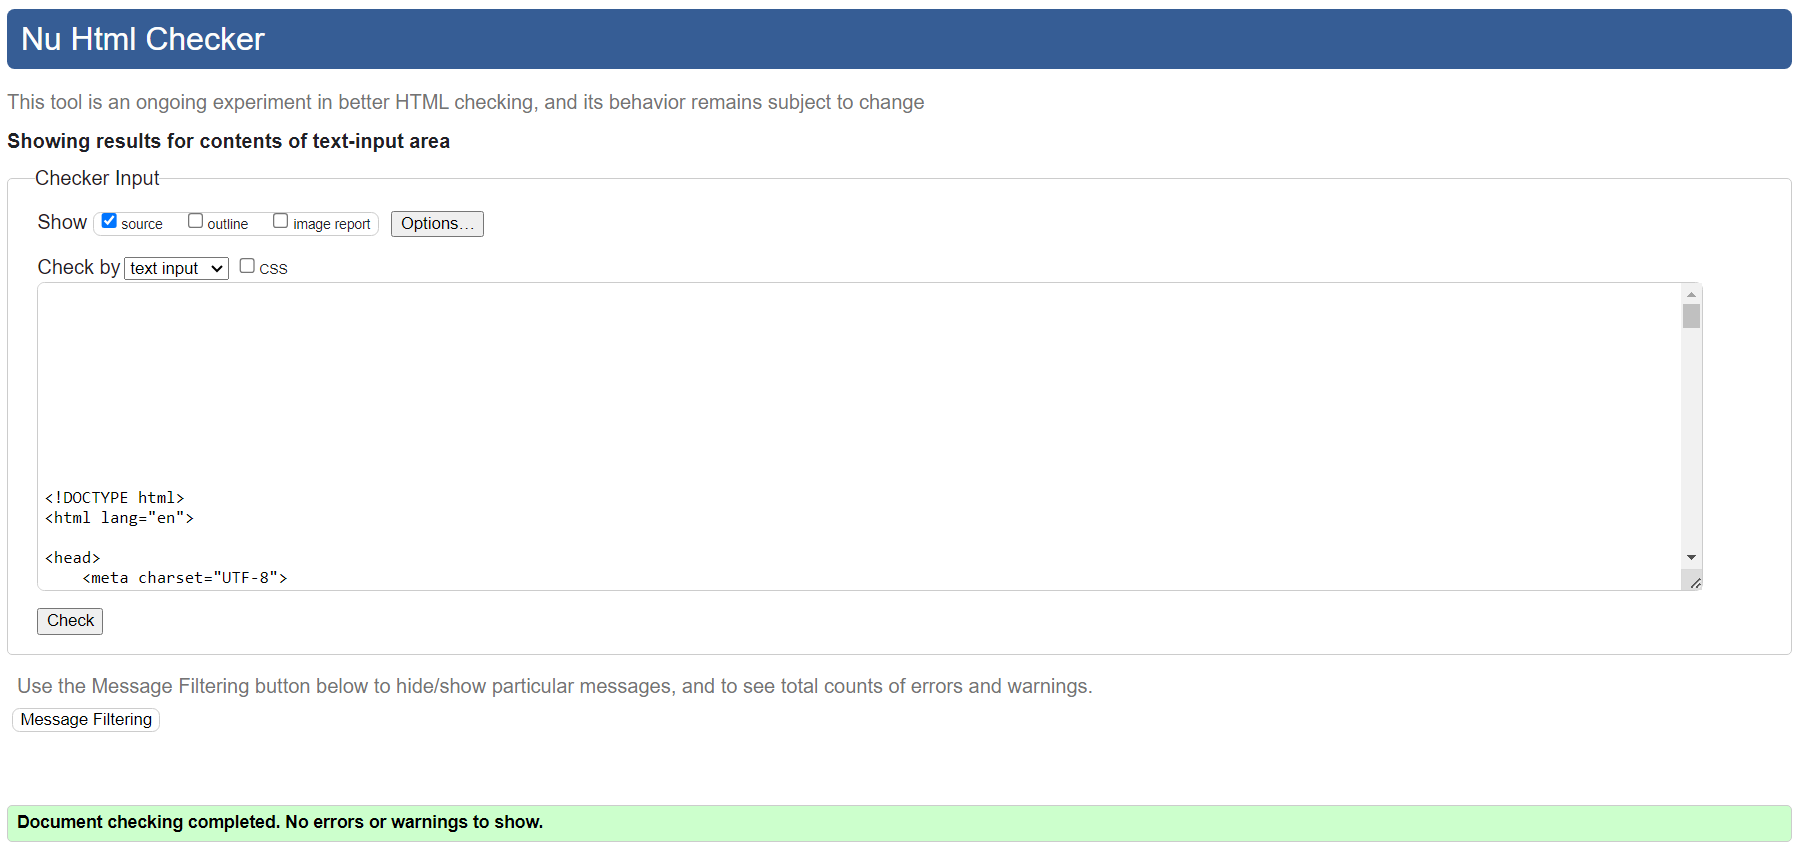 Nu Html Checker
This tool is an ongoing experiment in better HTML checking, and its behavior remains subject to change
Showing results for contents of text-input area
Checker Input
Show source outline image report Options…
Check by text input CSS
<!DOCTYPE html>
<html lang="en">
<head>
<meta charset="UTF-8">
Check
Use the Message Filtering button below to hide/show particular messages, and to see total counts of errors and warnings.
Message Filtering
Document checking completed. No errors or warnings to show.